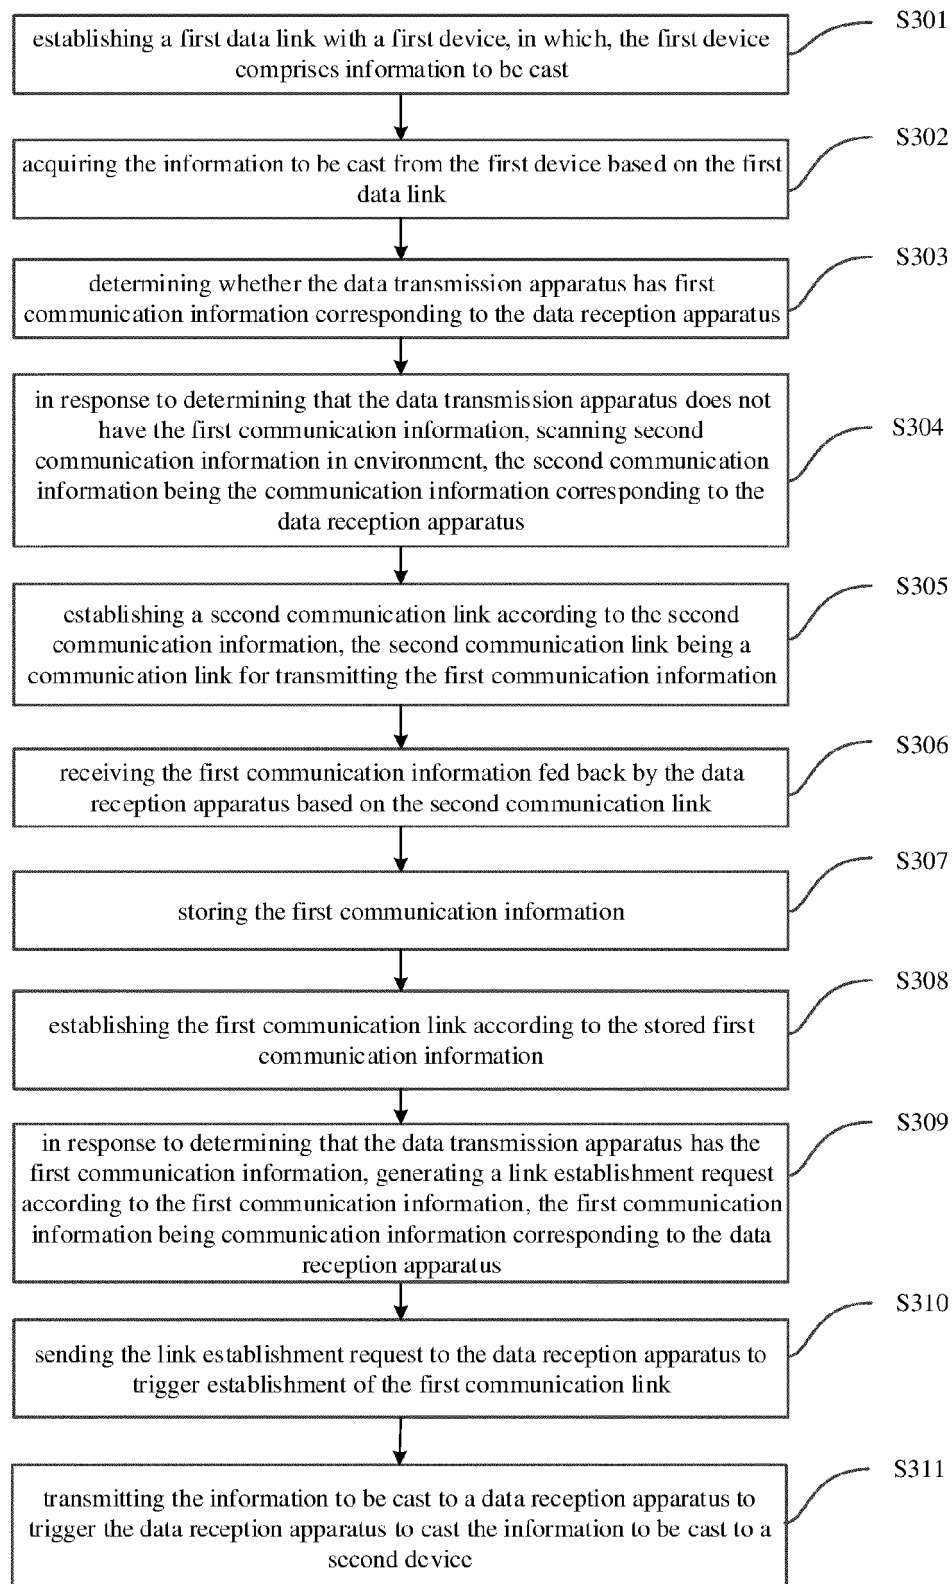 S301
establishing a first data link with a first device, in which, the first device
comprises information to be cast
S302
acquiring the information to be cast from the first device based on the first
data link
S303
determining whether the data transmission apparatus has first
communication information corresponding to the data reception apparatus
S304
in response to determining that the data transmission apparatus does not
have the first communication information, scanning second
communication information in environment, the second communication
information being the communication information corresponding to the
data reception apparatus
S305
establishing a second communication link according to the second
communication information, the second communication link being a
communication link for transmitting the first communication information
S306
receiving the first communication information fed back by the data
reception apparatus based on the second communication link
S307
storing the first communication information
S308
establishing the first communication link according to the stored first
communication information
S309
in response to determining that the data transmission apparatus has the
first communication information, generating a link establishment request
according to the first communication information, the first communication
information being communication information corresponding to the data
reception apparatus
S310
sending the link establishment request to the data reception apparatus to
trigger establishment of the first communication link
S311
transmitting the information to be cast to a data reception apparatus to
trigger the data reception apparatus to cast the information to be cast to a
second device